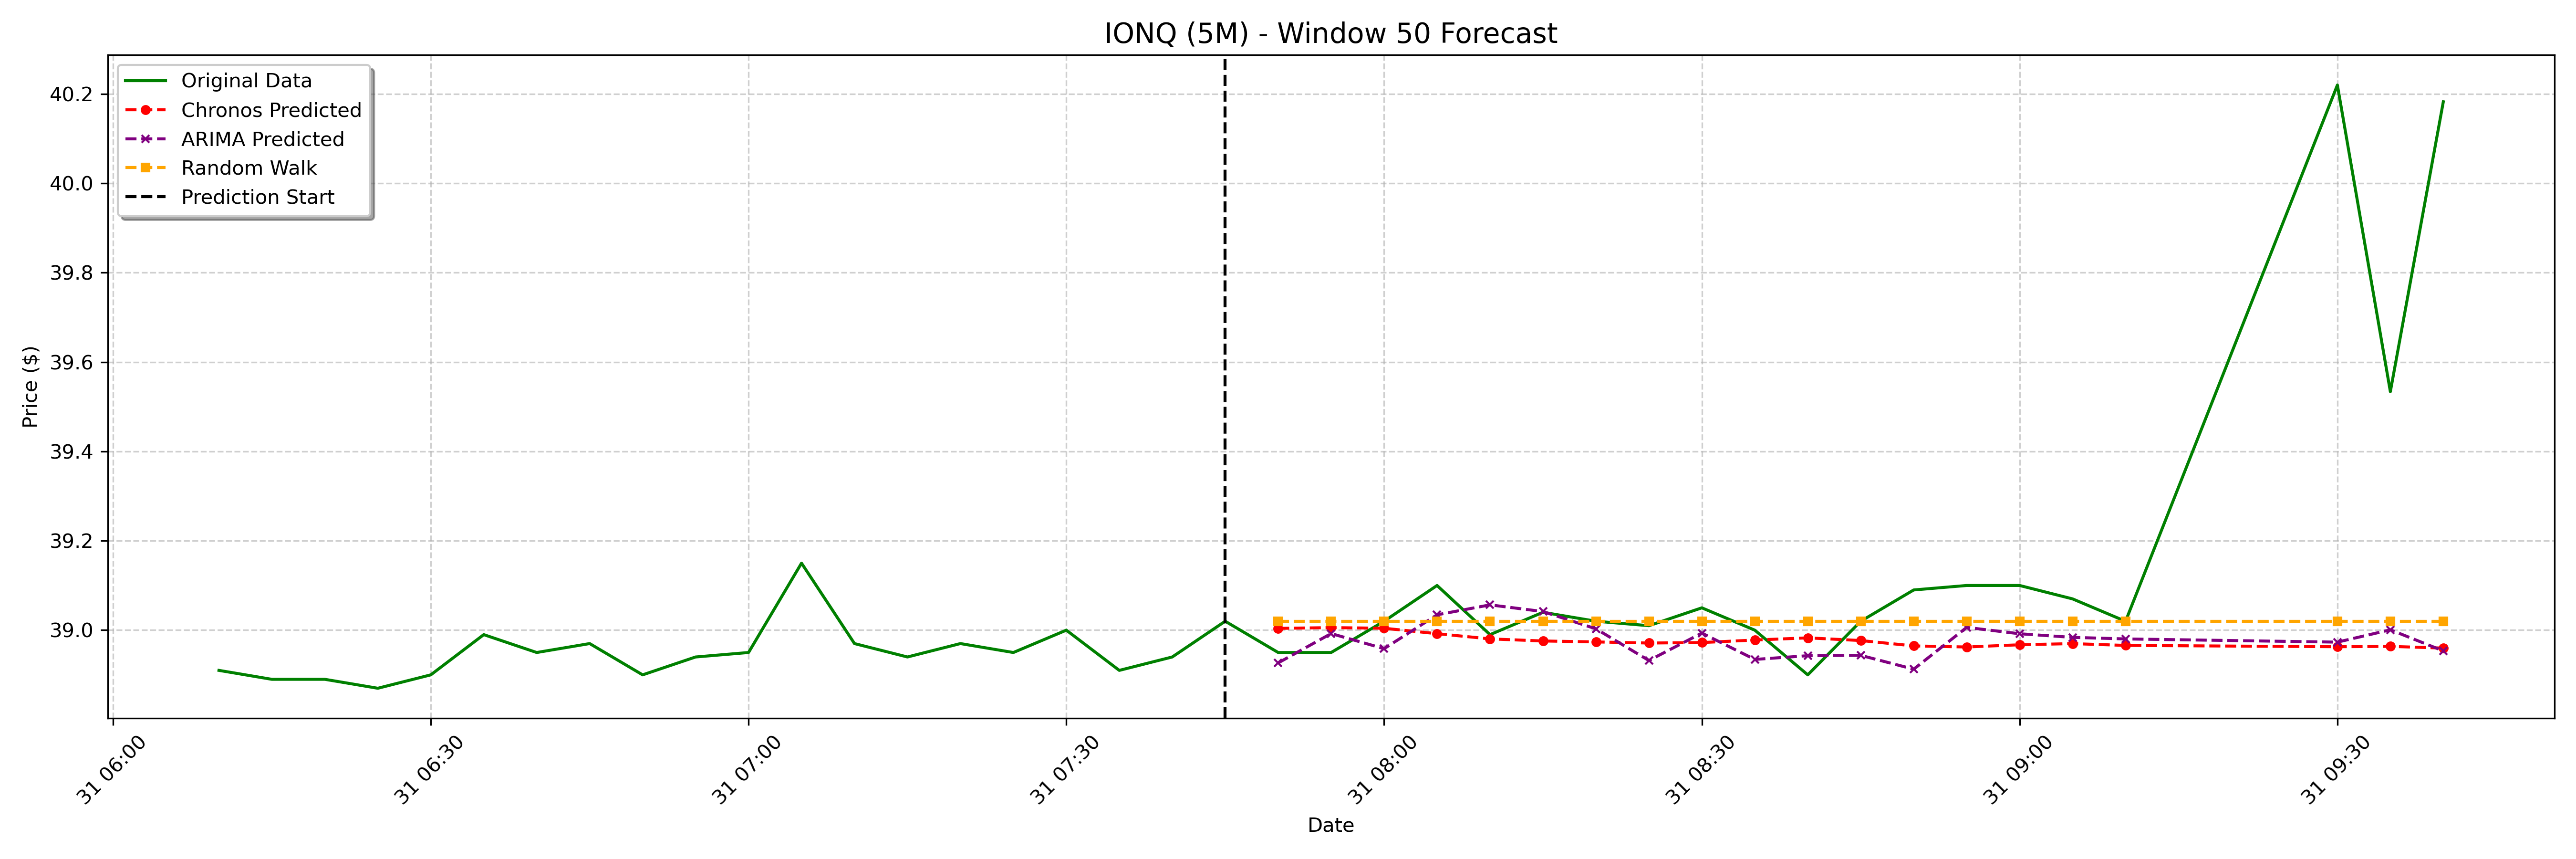 IONQ (5M) - Window 50 Forecast
Original Data
Chronos Predicted
ARIMA Predicted
Random Walk
Prediction Start
40.2
40.0
39.8
39.6
39.4
39.2
39.0
Price ($)
31 06:00
31 06:30
31 07:00
31 07:30
31 08:00
31 08:30
31 09:00
31 09:30
Date